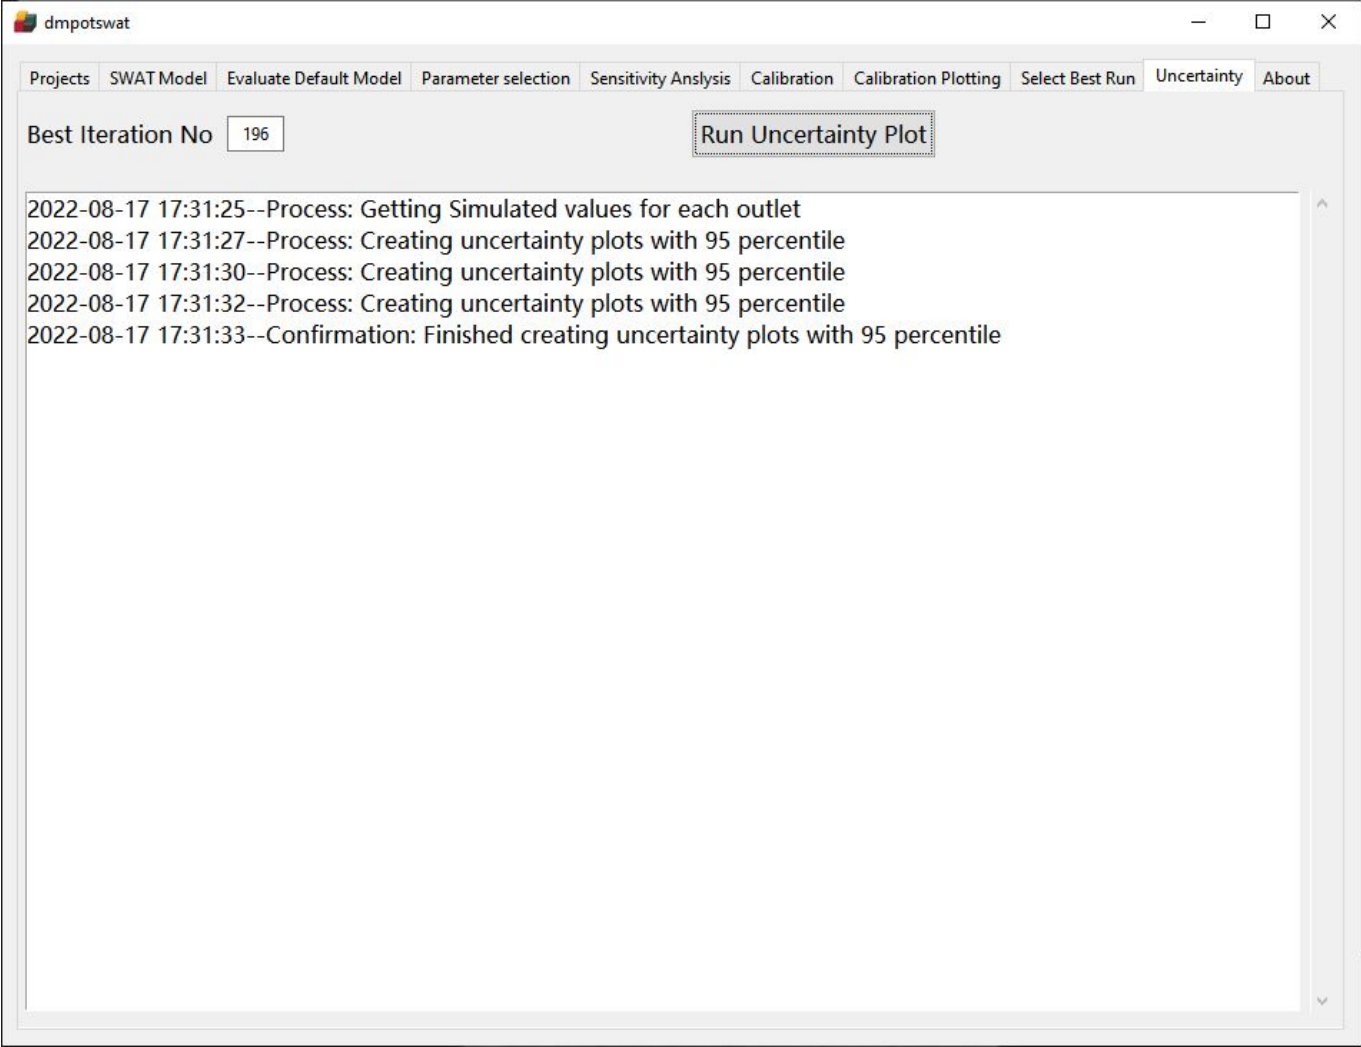 dmpotswat
Projects SWAT Model Evaluate Default Model Parameter selection Sensitivity Anslysis Calibration Calibration Plotting Select Best Run Uncertainty About
Best Iteration No 196 Run Uncertainty Plot
2022-08-17 17:31:25--Process: Getting Simulated values for each outlet
2022-08-17 17:31:27--Process: Creating uncertainty plots with 95 percentile
2022-08-17 17:31:30--Process: Creating uncertainty plots with 95 percentile
2022-08-17 17:31:32--Process: Creating uncertainty plots with 95 percentile
2022-08-17 17:31:33--Confirmation: Finished creating uncertainty plots with 95 percentile